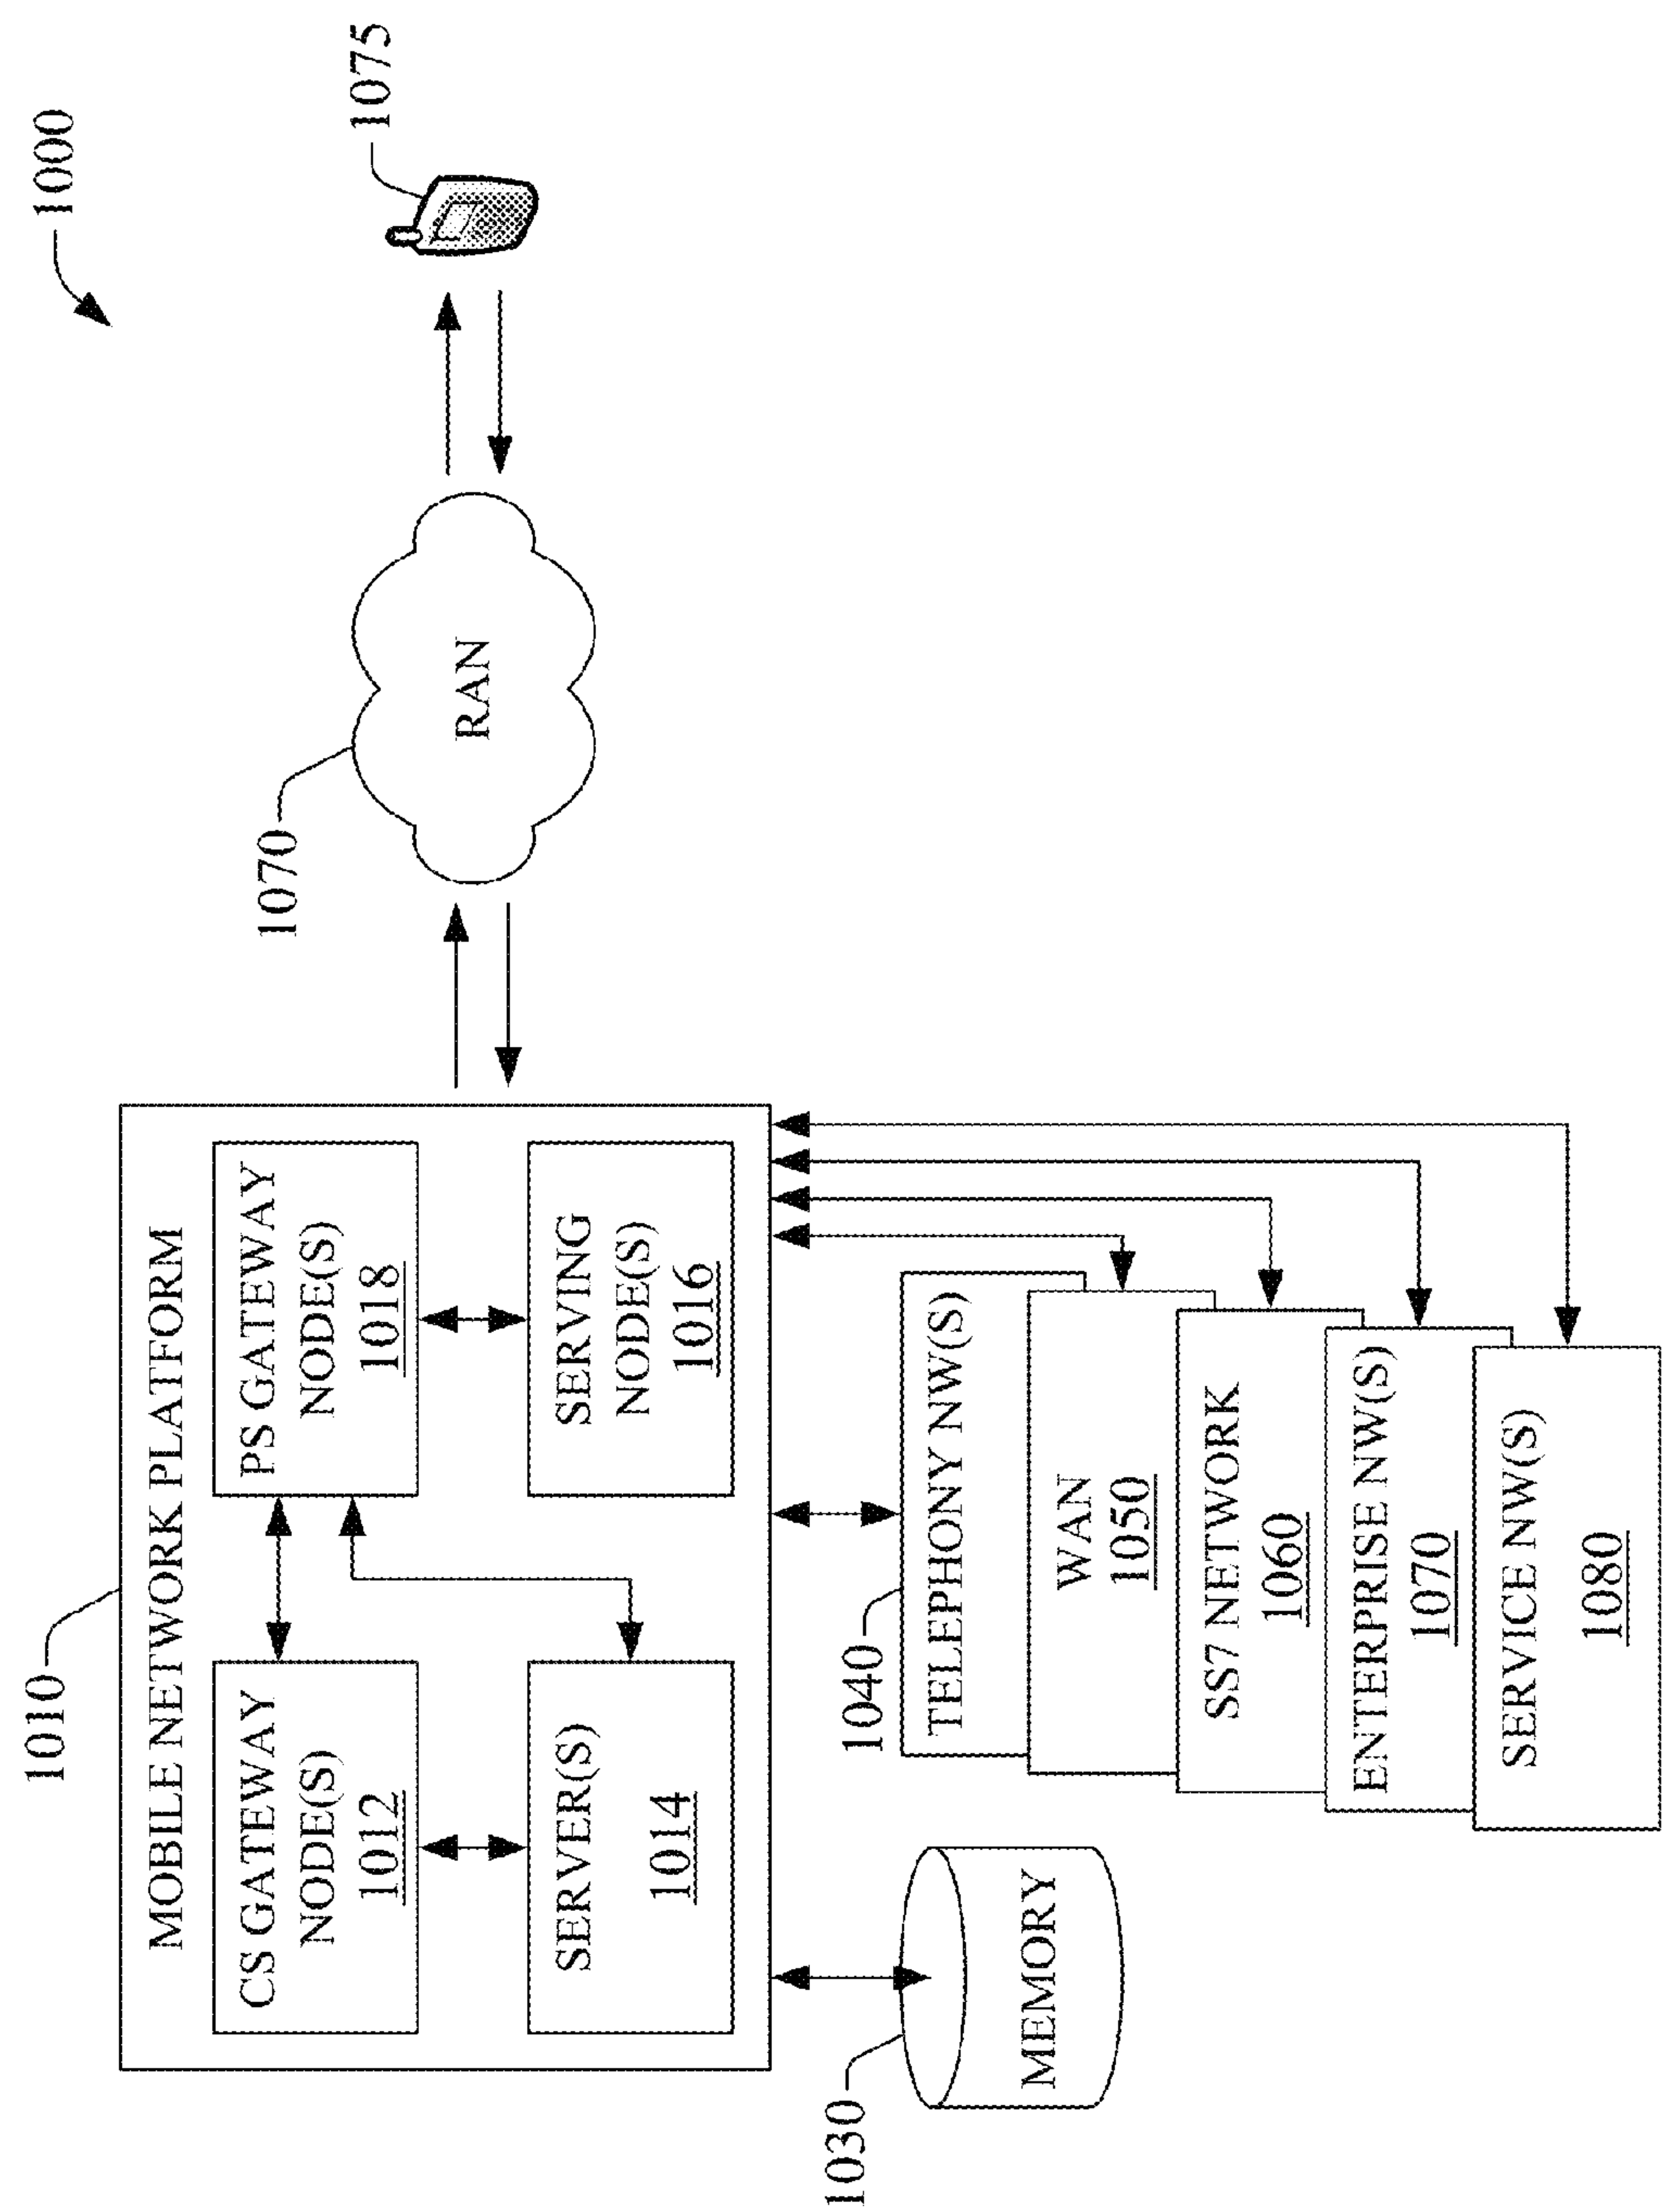 1000
1010
MOBILE NETWORK PLATFORM
CS GATEWAY
NODE(S)
1012
PS GATEWAY
NODE(S)
1018
SERVER(S)
1014
SERVING
NODE(S)
1016
1070
RAN
1075
1030
MEMORY
1040
TELEPHONY NW(S)
WAN
1050
SS7 NETWORK
1060
ENTERPRISE NW(S)
1070
SERVICE NW(S)
1080